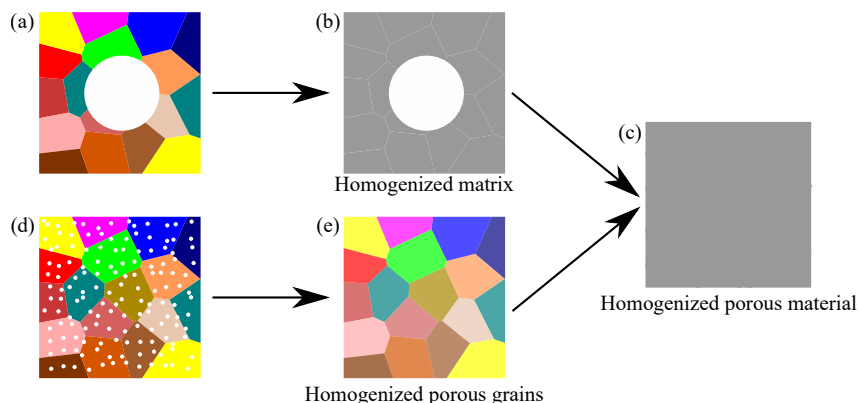 (a)
(b)
Homogenized matrix
(c)
Homogenized porous material
(d)
(e)
Homogenized porous grains